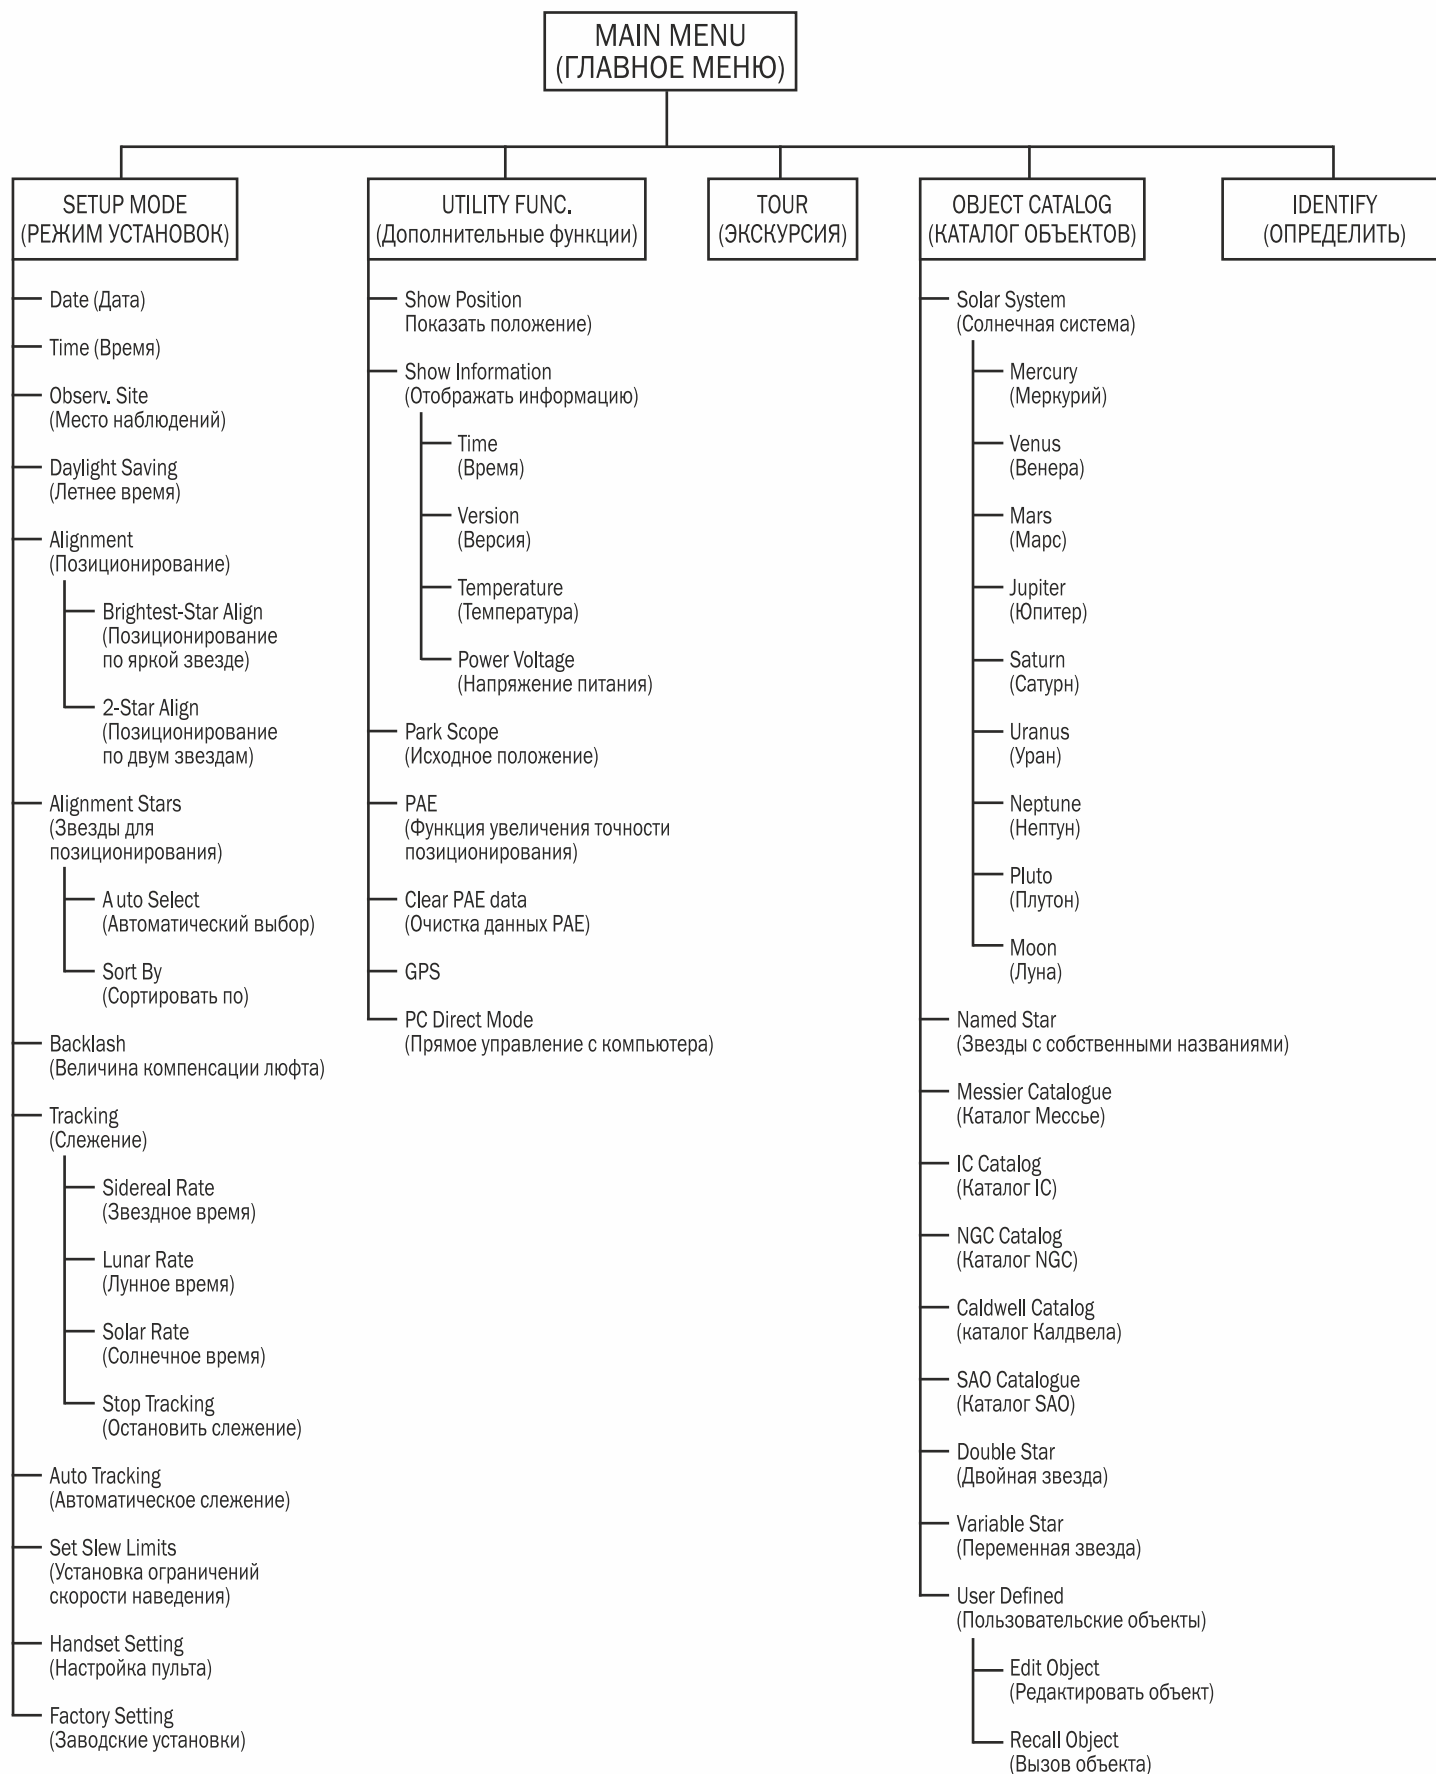 MAIN MENU
(ГЛАВНОЕ МЕНЮ)
SETUP MODE
(РЕЖИМ УСТАНОВОК)
Date (Дата)
Time (Время)
Observ. Site
(Место наблюдений)
Daylight Saving
(Летнее время)
Alignment
(Позиционирование)
Brightest-Star Align
(Позиционирование
по яркой звезде)
2-Star Align
(Позиционирование
по двум звездам)
Alignment Stars
(Звезды для
позиционирования)
Auto Select
(Автоматический выбор)
Sort By
(Сортировать по)
Backlash
(Величина компенсации люфта)
Tracking
(Слежение)
Sidereal Rate
(Звездное время)
Lunar Rate
(Лунное время)
Solar Rate
(Солнечное время)
Stop Tracking
(Остановить слежение)
Auto Tracking
(Автоматическое слежение)
Set Slew Limits
(Установка ограничений
скорости наведения)
Handset Setting
(Настройка пульта)
Factory Setting
(Заводские установки)
UTILITY FUNC.
(Дополнительные функции)
Show Position
Показать положение)
Show Information
(Отображать информацию)
Time
(Время)
Version
(Версия)
Temperature
(Температура)
Power Voltage
(Напряжение питания)
Park Scope
(Исходное положение)
PAE
(Функция увеличения точности
позиционирования)
Clear PAE data
(Очистка данных PAE)
GPS
PC Direct Mode
(Прямое управление с компьютера)
TOUR
(ЭКСКУРСИЯ)
OBJECT CATALOG
(КАТАЛОГ ОБЪЕКТОВ)
Solar System
(Солнечная система)
Mercury
(Меркурий)
Venus
(Венера)
Mars
(Марс)
Jupiter
(Юпитер)
Saturn
(Сатурн)
Uranus
(Уран)
Neptune
(Нептун)
Pluto
(Плутон)
Moon
(Луна)
Named Star
(Звезды с собственными названиями)
Messier Catalogue
(Каталог Мессье)
IC Catalog
(Каталог IC)
NGC Catalog
(Каталог NGC)
Caldwell Catalog
(каталог Калдвела)
SAO Catalogue
(Каталог SAO)
Double Star
(Двойная звезда)
Variable Star
(Переменная звезда)
User Defined
(Пользовательские объекты)
Edit Object
(Редактировать объект)
Recall Object
(Вызов объекта)
IDENTIFY
(ОПРЕДЕЛИТЬ)